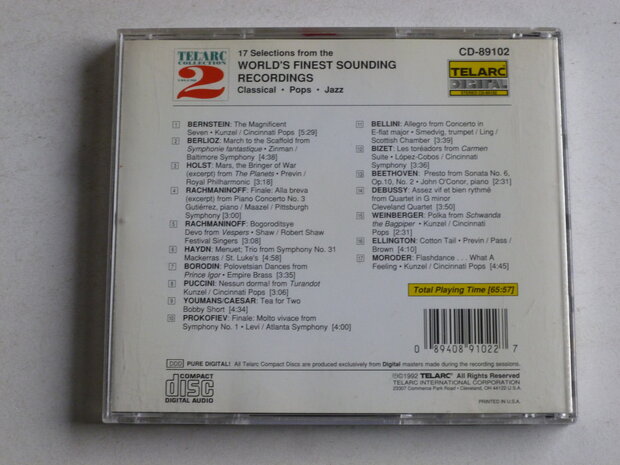 TELARC
COLLECTION
VOLUME
2
17 Selections from the
WORLD'S FINEST SOUNDING
RECORDINGS
Classical • Pops • Jazz
CD-89102
TELARC
DIGITAL
1 BERNSTEIN: The Magnificent
Seven • Kunzel / Cincinnati Pops [5:29]
2 BERLIOZ: March to the Scaffold from
Symphonie fantastique • Zinman /
Baltimore Symphony [4:38]
3 HOLST: Mars, the Bringer of War
(excerpt) from The Planets • Previn /
Royal Philharmonic [3:18]
4 RACHMANINOFF: Finale: Alla breva
(excerpt) from Piano Concerto No. 3
Gutiérrez, piano / Maazel / Pittsburgh
Symphony [3:00]
5 RACHMANINOFF: Bogoroditsye
Devo from Vespers • Shaw / Robert Shaw
Festival Singers [3:08]
6 HAYDN: Menuet; Trio from Symphony No. 31
Mackerras / St. Luke's [4:58]
7 BORODIN: Polovetsian Dances from
Prince Igor • Empire Brass [3:35]
8 PUCCINI: Nessun dorma! from Turandot
Kunzel / Cincinnati Pops [3:06]
9 YOUMANS/CAESAR: Tea for Two
Bobby Short [4:34]
10 PROKOFIEV: Finale: Molto vivace from
Symphony No. 1 • Levi / Atlanta Symphony [4:00]
11 BELLINI: Allegro from Concerto in
E-flat major • Smedvig, trumpet / Ling /
Scottish Chamber [3:39]
12 BIZET: Les toréadors from Carmen
Suite • López-Cobos / Cincinnati
Symphony [3:36]
13 BEETHOVEN: Presto from Sonata No. 6,
Op.10, No. 2 • John O'Conor, piano [2:31]
14 DEBUSSY: Assez vif et bien rythmé
from Quartet in G minor
Cleveland Quartet [3:50]
15 WEINBERGER: Polka from Schwanda
the Bagpiper • Kunzel / Cincinnati
Pops [2:31]
16 ELLINGTON: Cotton Tail • Previn / Pass /
Brown [4:10]
17 MORODER: Flashdance . . . What A
Feeling • Kunzel / Cincinnati Pops [4:45]
Total Playing Time [65:57]
0 89408 91022 7
DDD PURE DIGITAL! All Telarc Compact Discs are produced exclusively from Digital masters made during the recording sessions.
COMPACT
disc
DIGITAL AUDIO
℗©1992 TELARC® All Rights Reserved
TELARC INTERNATIONAL CORPORATION
23307 Commerce Park Road • Cleveland, OH 44122 U.S.A.
PRINTED IN U.S.A.